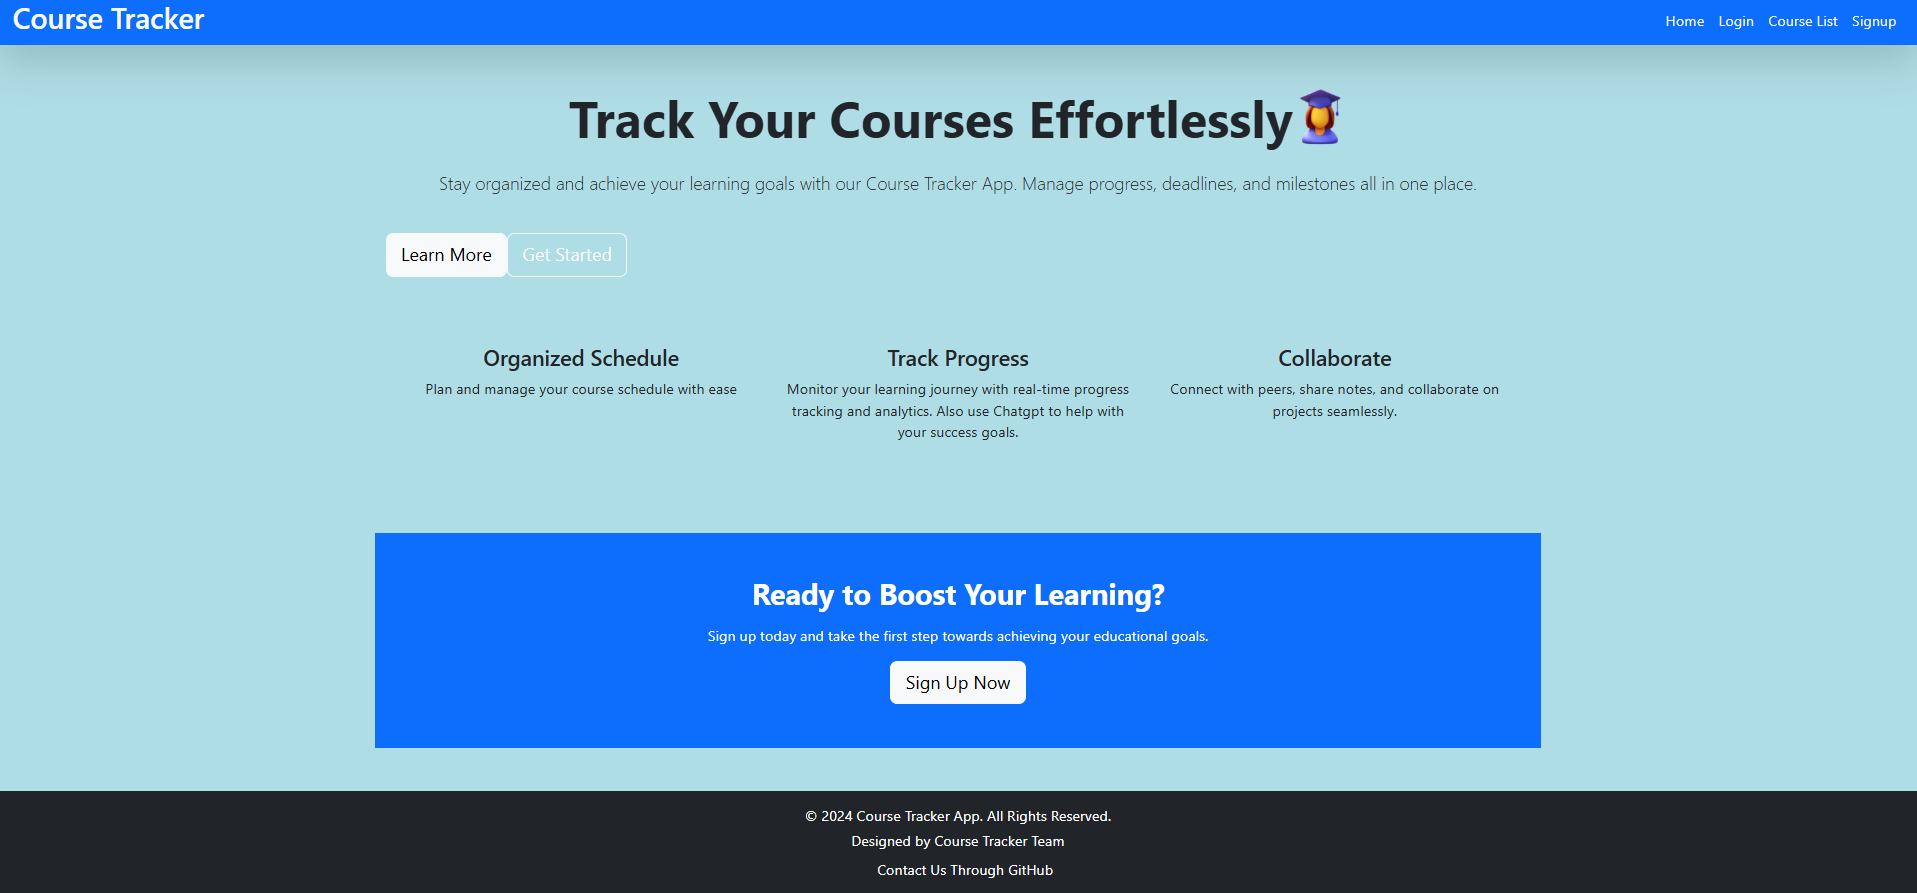 Course Tracker
Home Login Course List Signup
Track Your Courses Effortlessly
Stay organized and achieve your learning goals with our Course Tracker App. Manage progress, deadlines, and milestones all in one place.
Learn More Get Started
Organized Schedule
Plan and manage your course schedule with ease
Track Progress
Monitor your learning journey with real-time progress
tracking and analytics. Also use Chatgpt to help with
your success goals.
Collaborate
Connect with peers, share notes, and collaborate on
projects seamlessly.
Ready to Boost Your Learning?
Sign up today and take the first step towards achieving your educational goals.
Sign Up Now
© 2024 Course Tracker App. All Rights Reserved.
Designed by Course Tracker Team
Contact Us Through GitHub